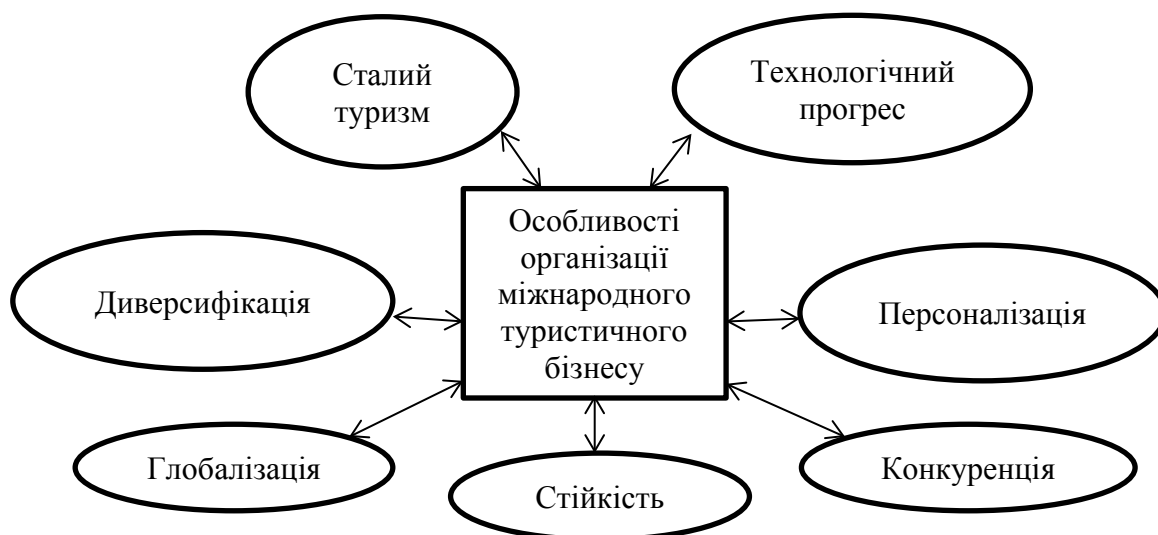 Сталий
туризм
Технологічний
прогрес
Особливості
організації
міжнародного
туристичного
бізнесу
Диверсифікація
Персоналізація
Глобалізація
Стійкість
Конкуренція